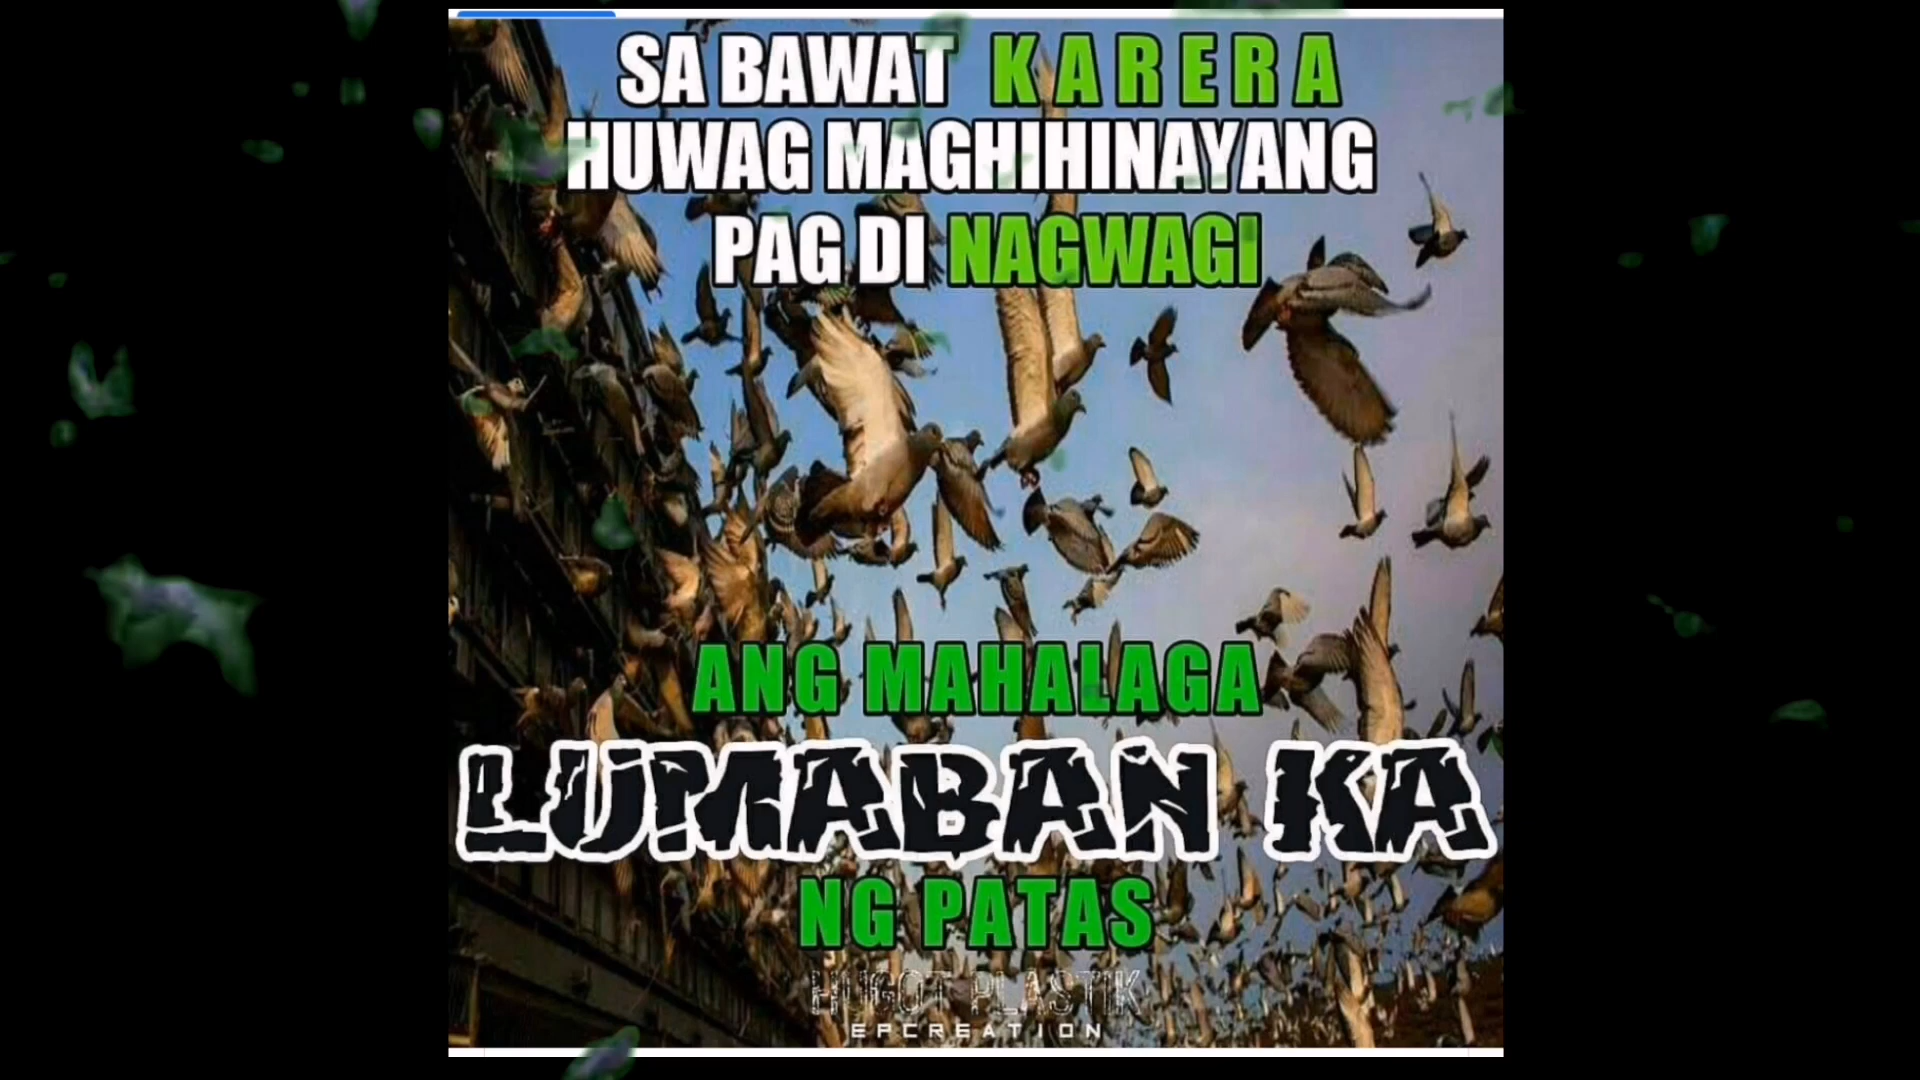 SA BAWAT KARERA
HUWAG MAGHIHINAYANG
PAG DI NAGWAGI
ANG MAHALAGA
LUMABAN KA
NG PATAS
HUGOT PLASTIK
EPCREATION